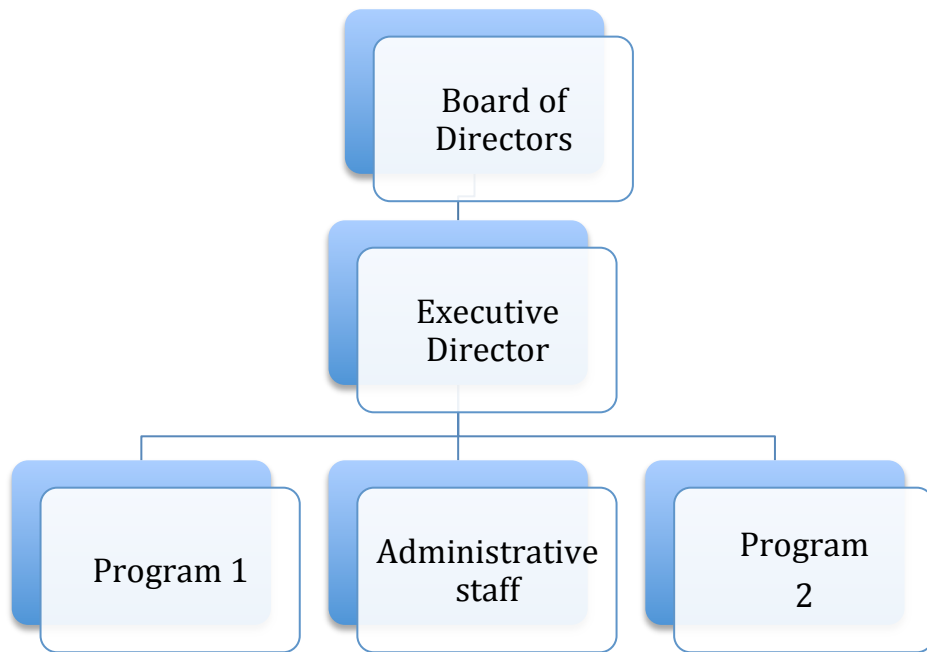 Board of
Directors
Executive
Director
Program 1
Administrative
staff
Program
2